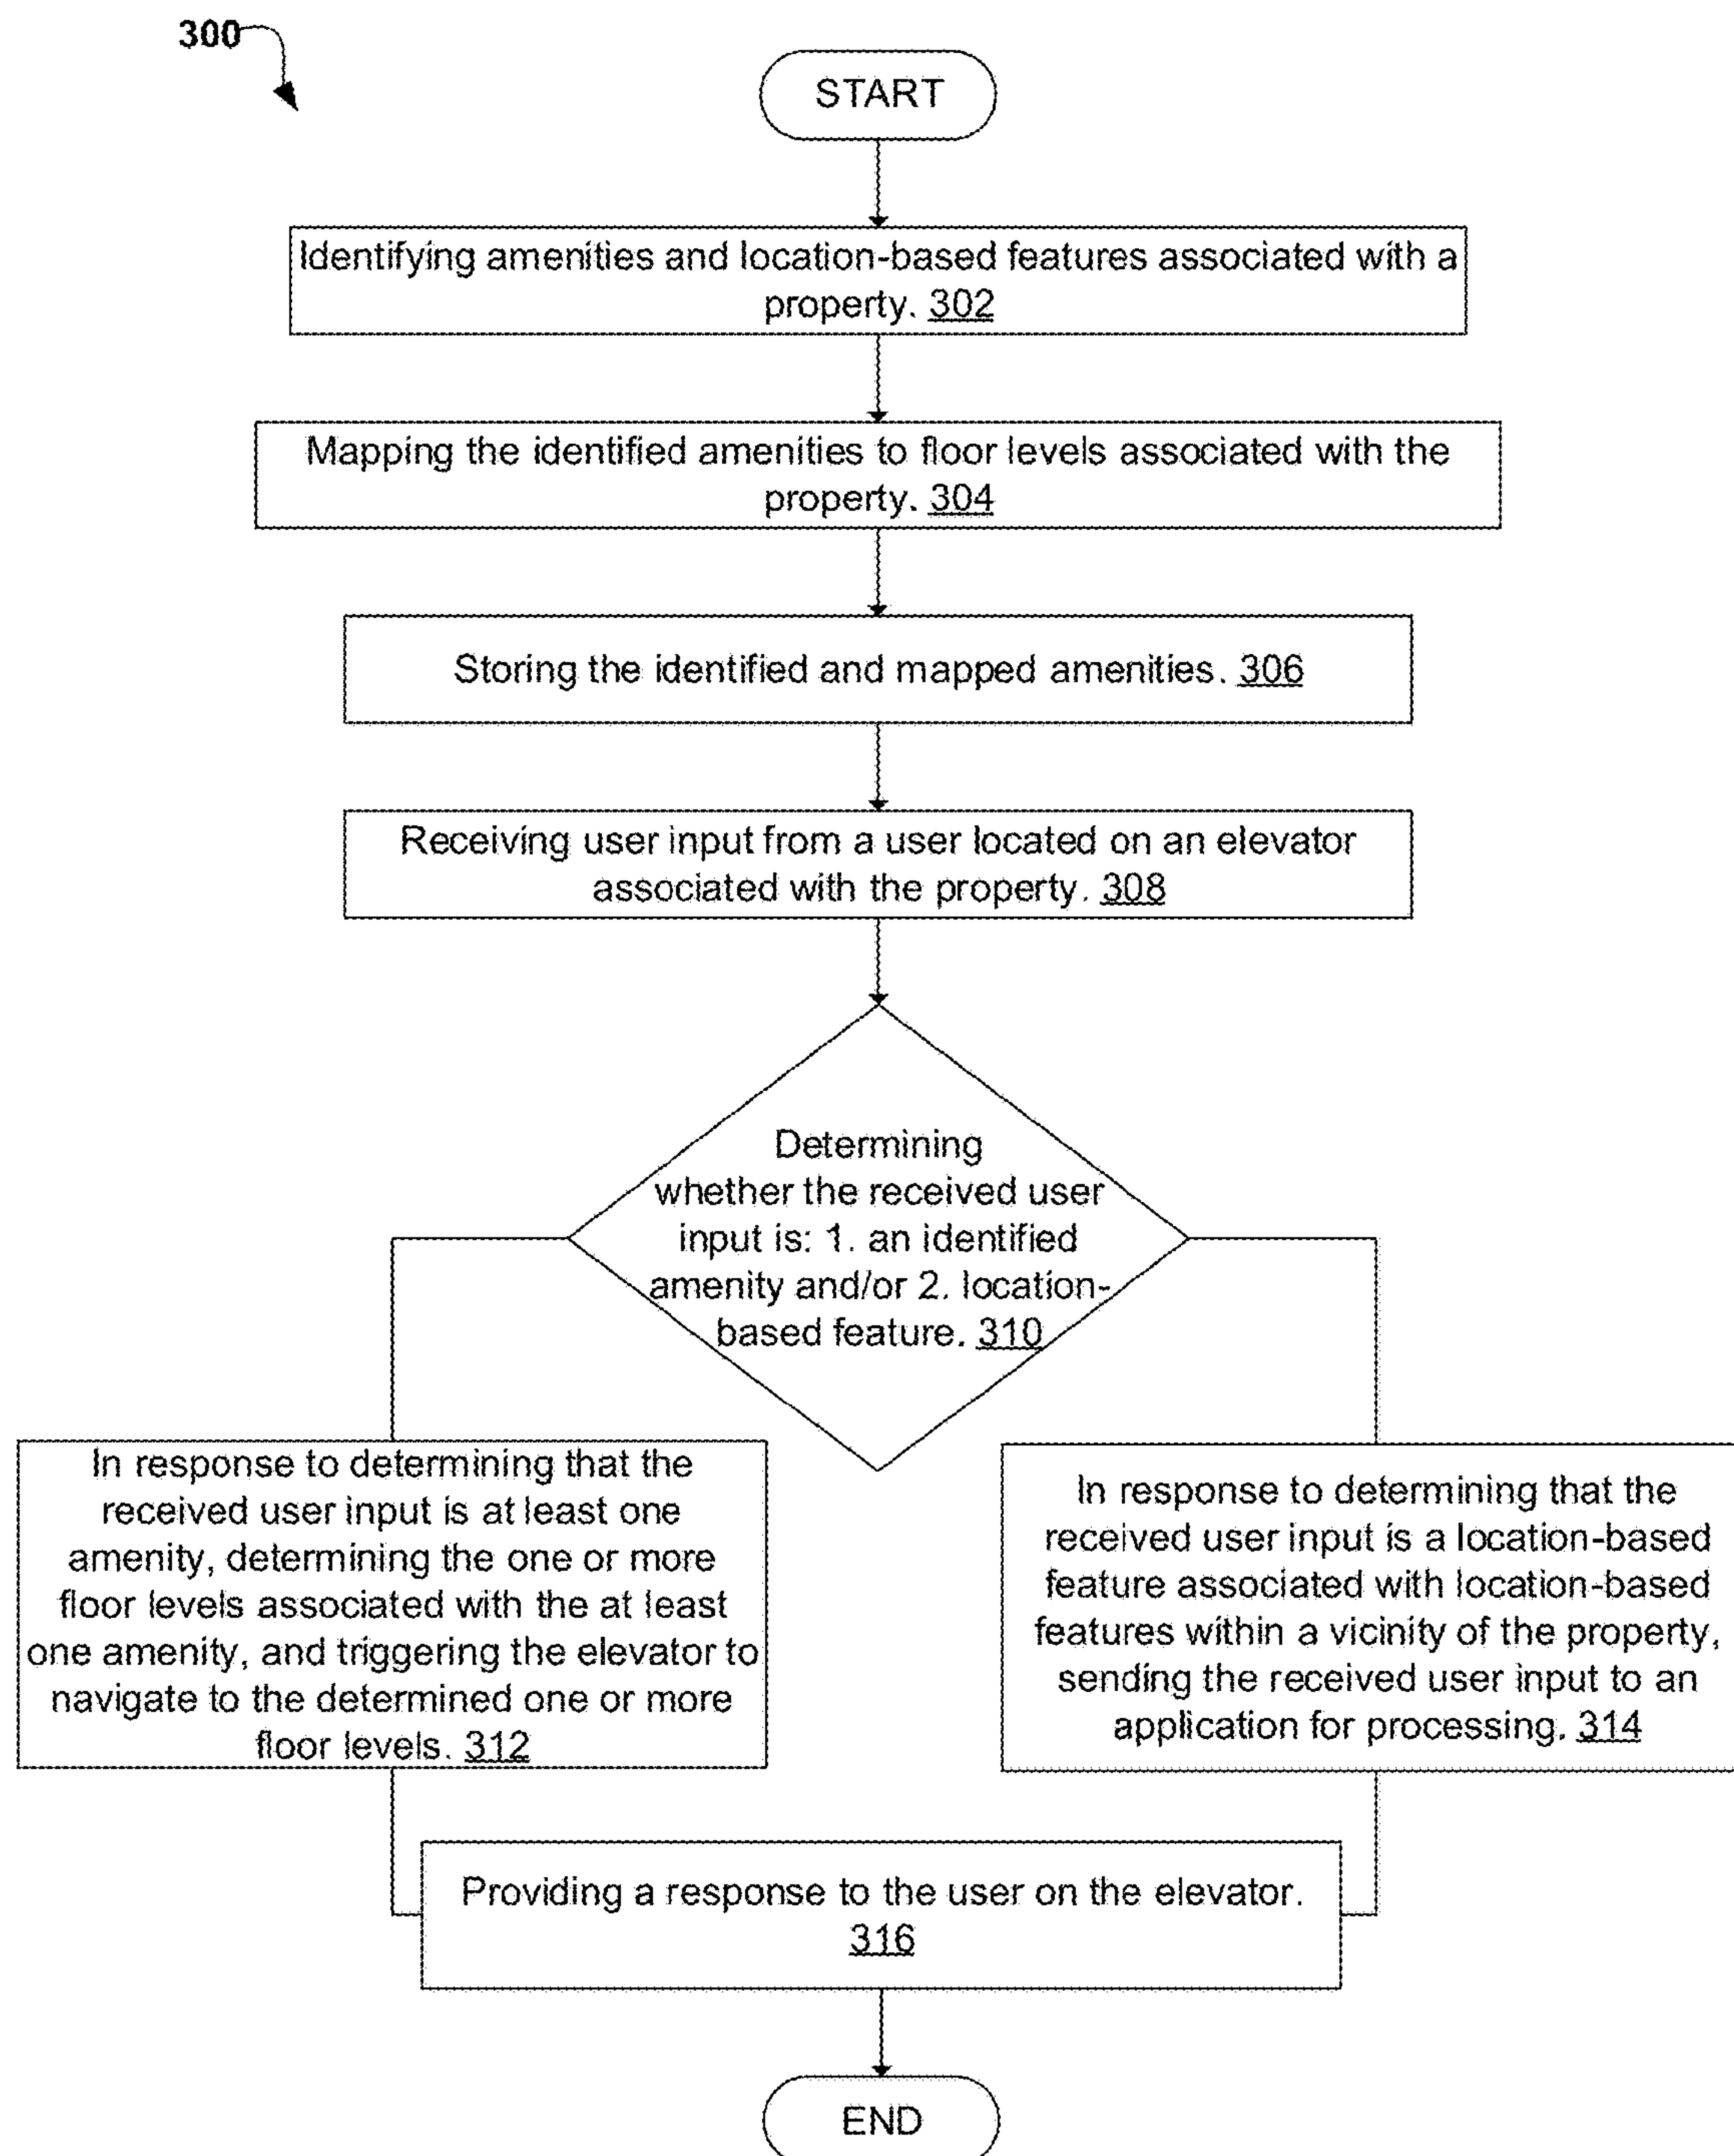 300
START
Identifying amenities and location-based features associated with a
property. 302
Mapping the identified amenities to floor levels associated with the
property. 304
Storing the identified and mapped amenities. 306
Receiving user input from a user located on an elevator
associated with the property. 308
Determining
whether the received user
input is: 1. an identified
amenity and/or 2. location-
based feature. 310
In response to determining that the
received user input is at least one
amenity, determining the one or more
floor levels associated with the at least
one amenity, and triggering the elevator to
navigate to the determined one or more
floor levels. 312
In response to determining that the
received user input is a location-based
feature associated with location-based
features within a vicinity of the property,
sending the received user input to an
application for processing. 314
Providing a response to the user on the elevator.
316
END